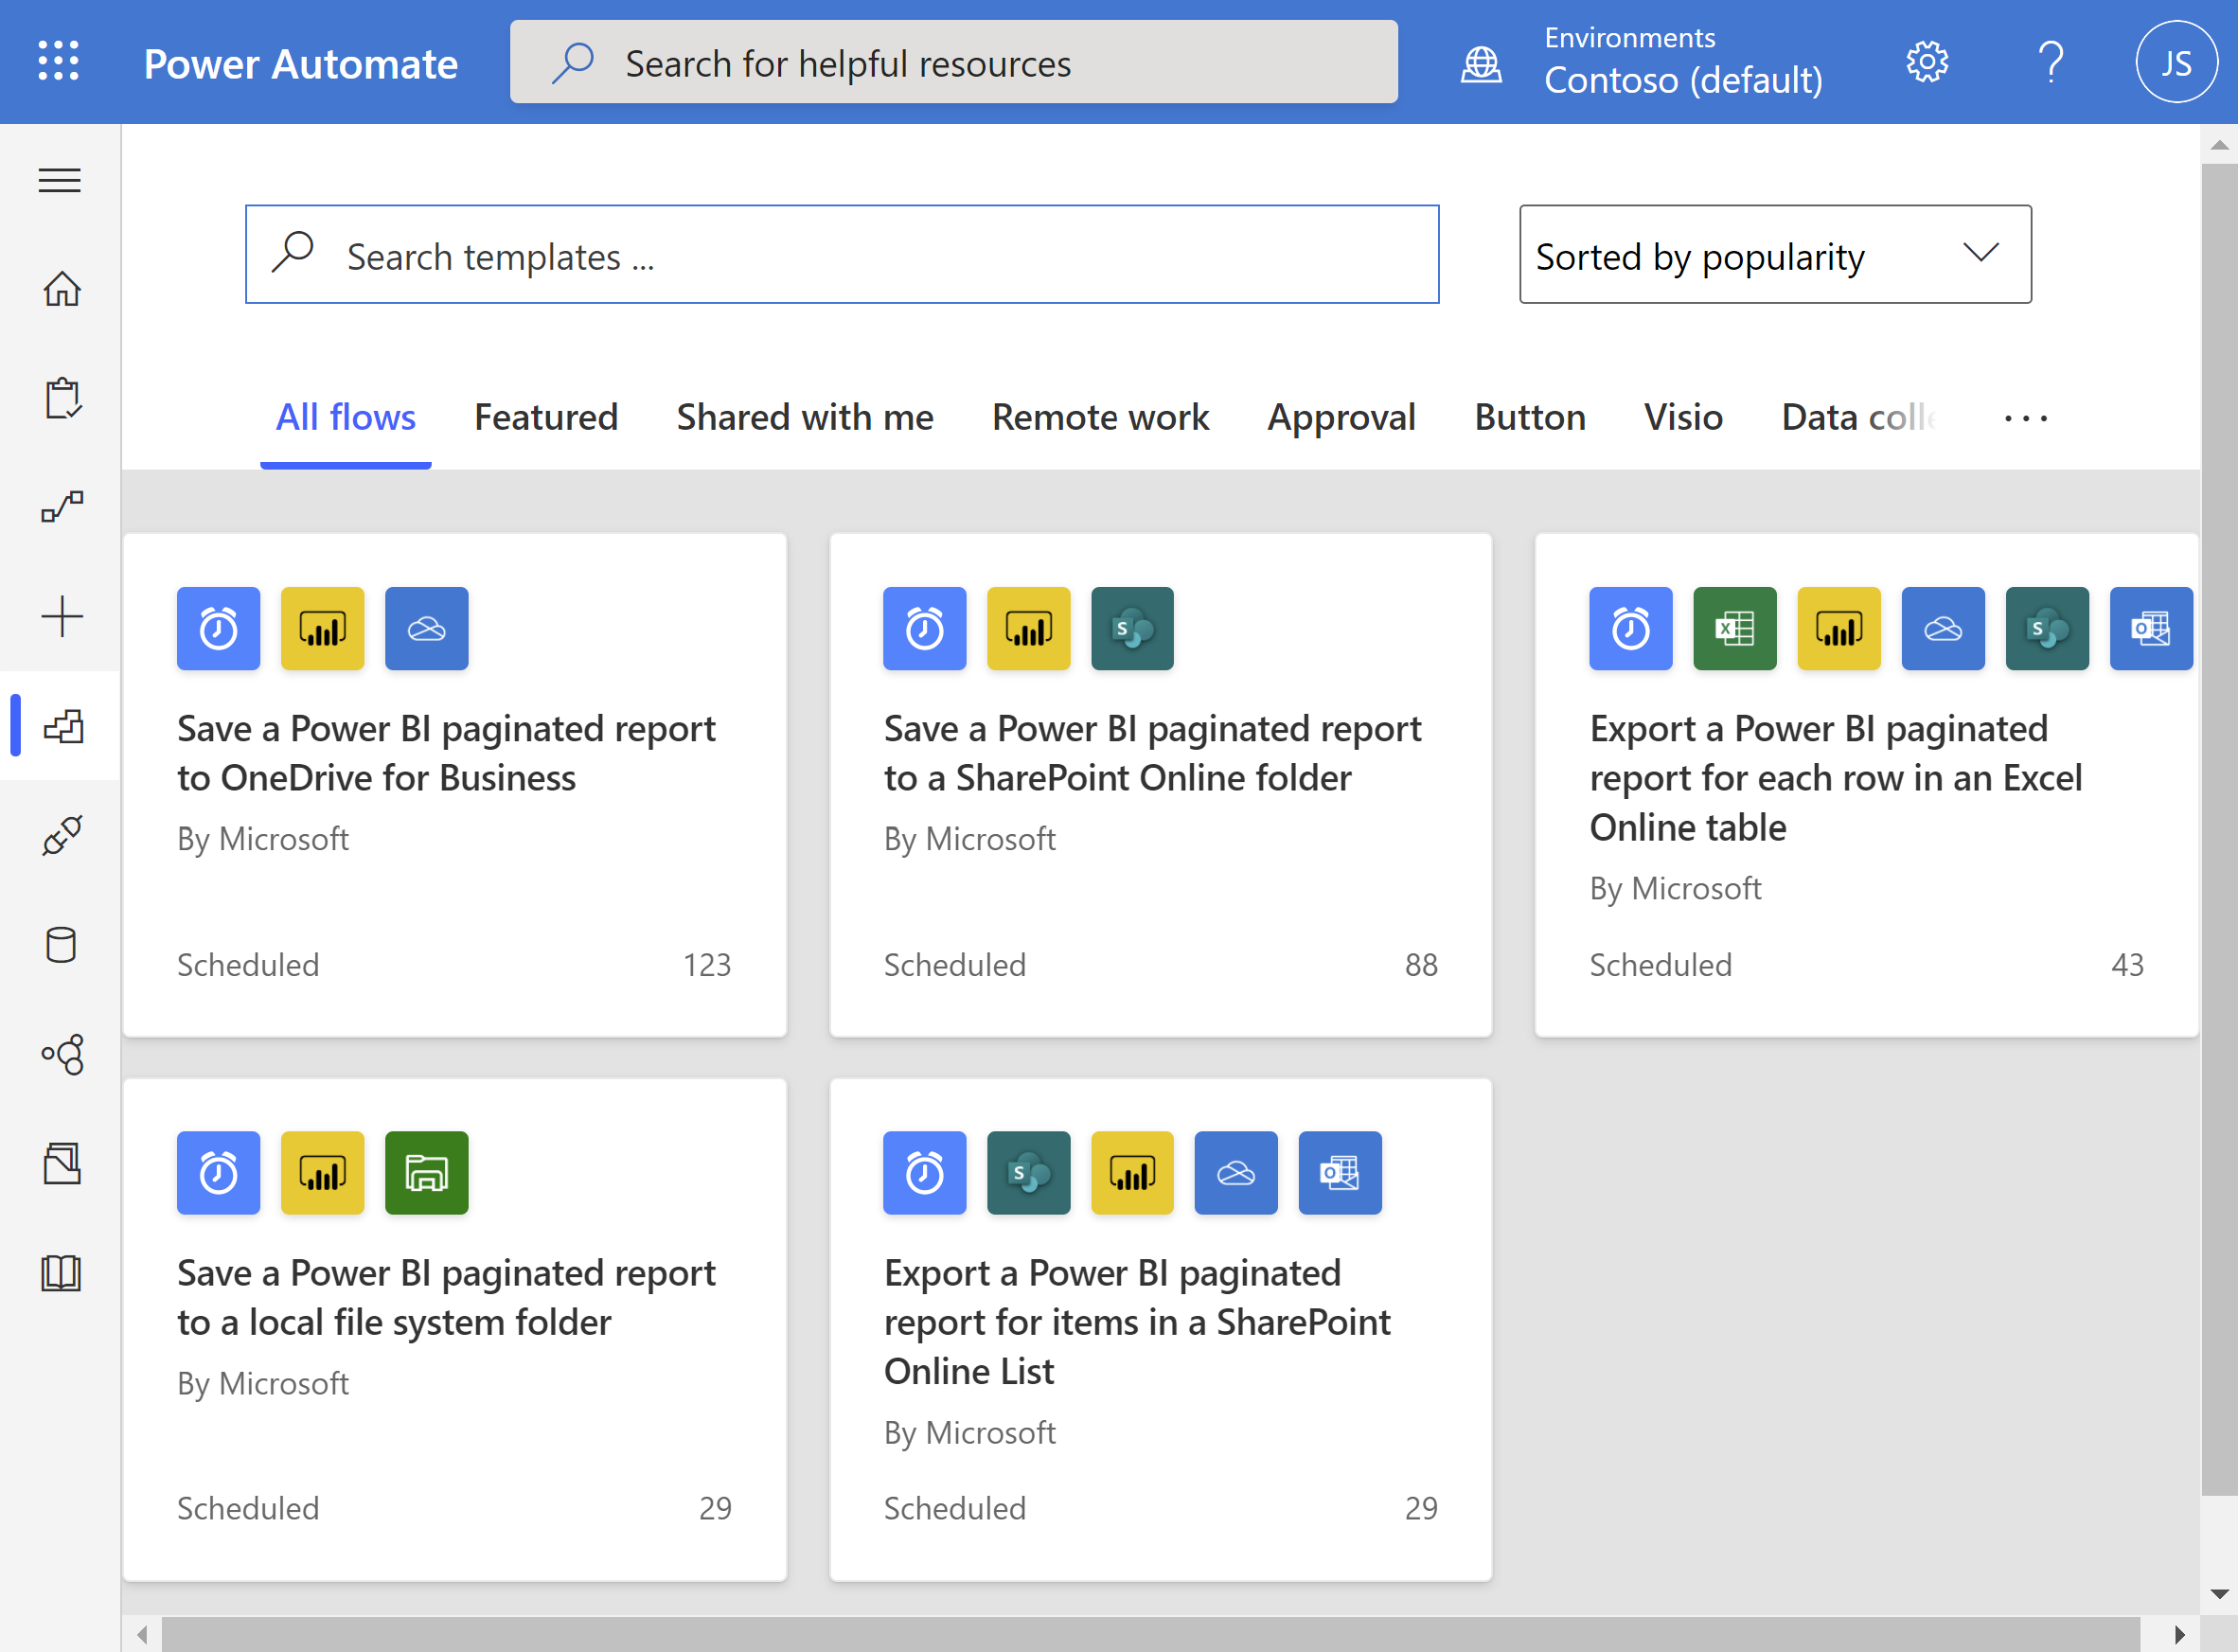 Power Automate
Search for helpful resources
Environments
Contoso (default)
JS
Search templates ...
Sorted by popularity
All flows
Featured
Shared with me
Remote work
Approval
Button
Visio
Data colle
...
Save a Power BI paginated report
to OneDrive for Business
By Microsoft
Scheduled
123
Save a Power BI paginated report
to a SharePoint Online folder
By Microsoft
Scheduled
88
Export a Power BI paginated
report for each row in an Excel
Online table
By Microsoft
Scheduled
43
Save a Power BI paginated report
to a local file system folder
By Microsoft
Scheduled
29
Export a Power BI paginated
report for items in a SharePoint
Online List
By Microsoft
Scheduled
29